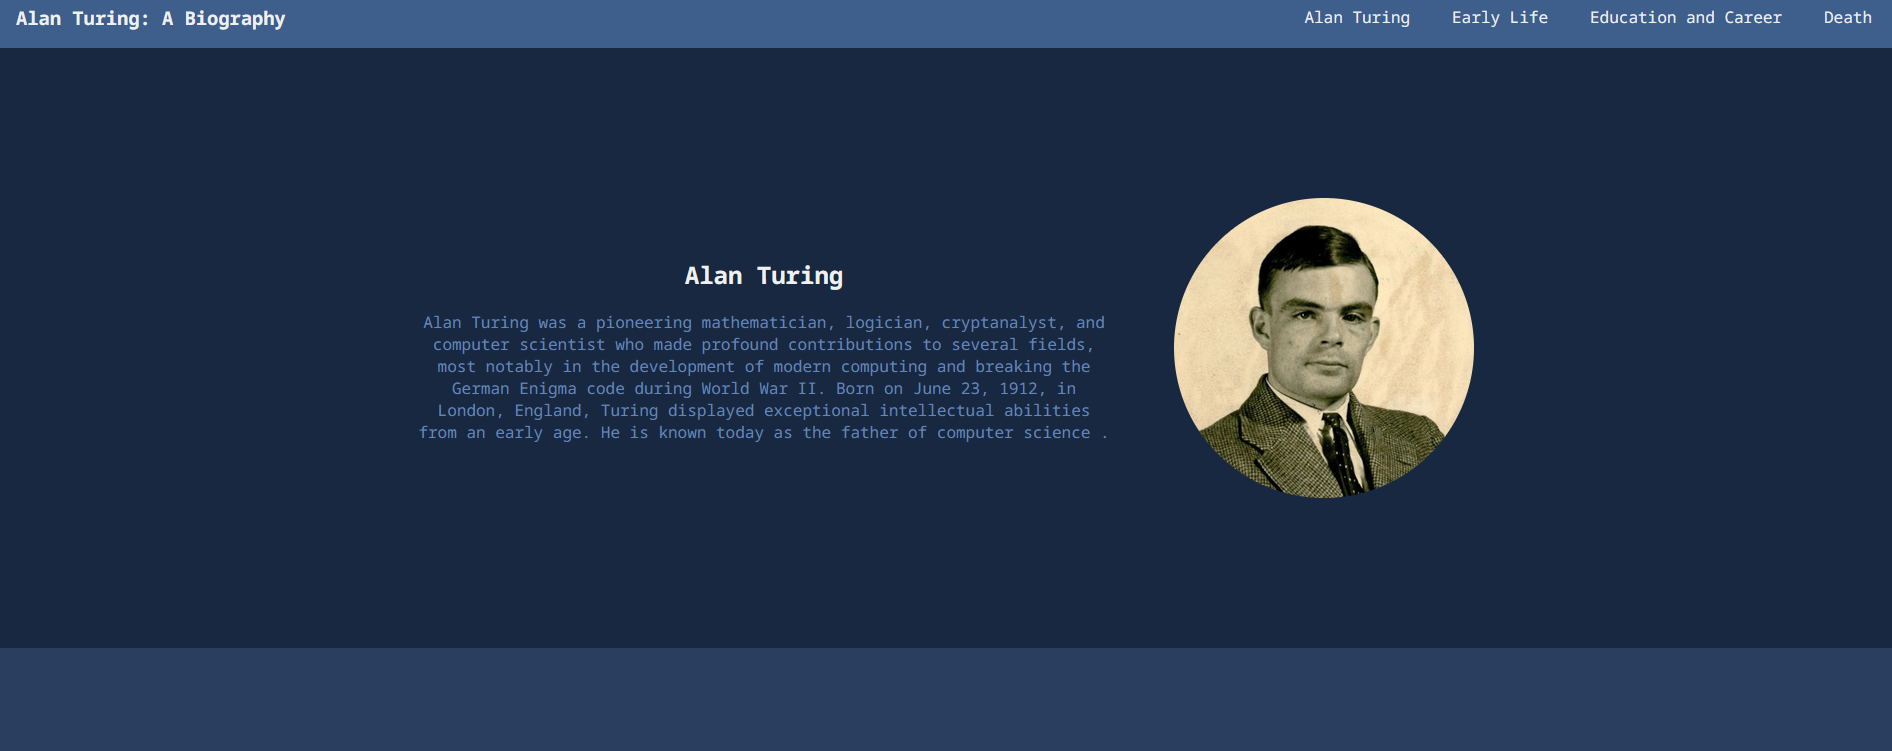 Alan Turing: A Biography
Alan Turing
Early Life
Education and Career
Death
Alan Turing
Alan Turing was a pioneering mathematician, logician, cryptanalyst, and
computer scientist who made profound contributions to several fields,
most notably in the development of modern computing and breaking the
German Enigma code during World War II. Born on June 23, 1912, in
London, England, Turing displayed exceptional intellectual abilities
from an early age. He is known today as the father of computer science .